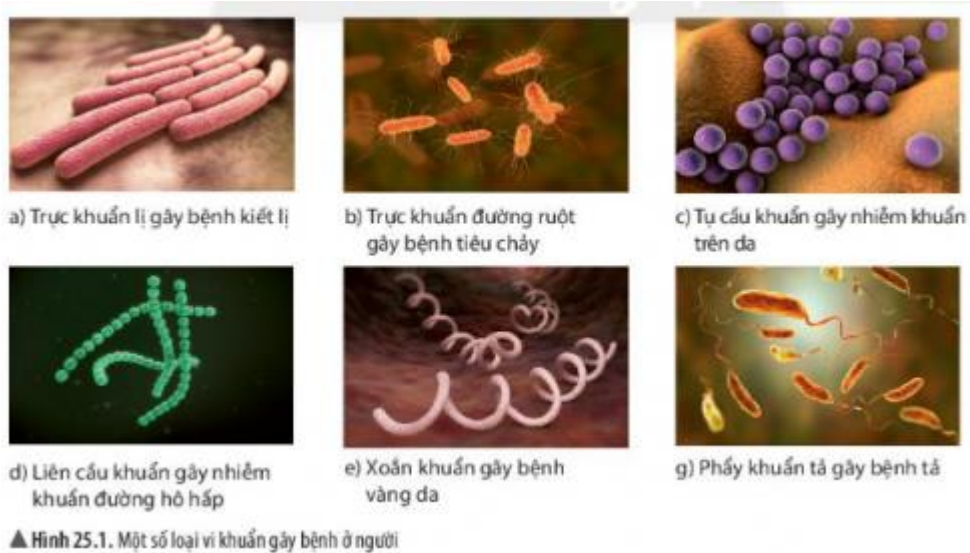 a) Trực khuẩn lị gây bệnh kiết lị
b) Trực khuẩn đường ruột
gây bệnh tiêu chảy
c) Tụ cầu khuẩn gây nhiễm khuẩn
trên da
d) Liên cầu khuẩn gây nhiễm
khuẩn đường hô hấp
e) Xoắn khuẩn gây bệnh
vàng da
g) Phẩy khuẩn tả gây bệnh tả
▲ Hình 25.1. Một số loại vi khuẩn gây bệnh ở người